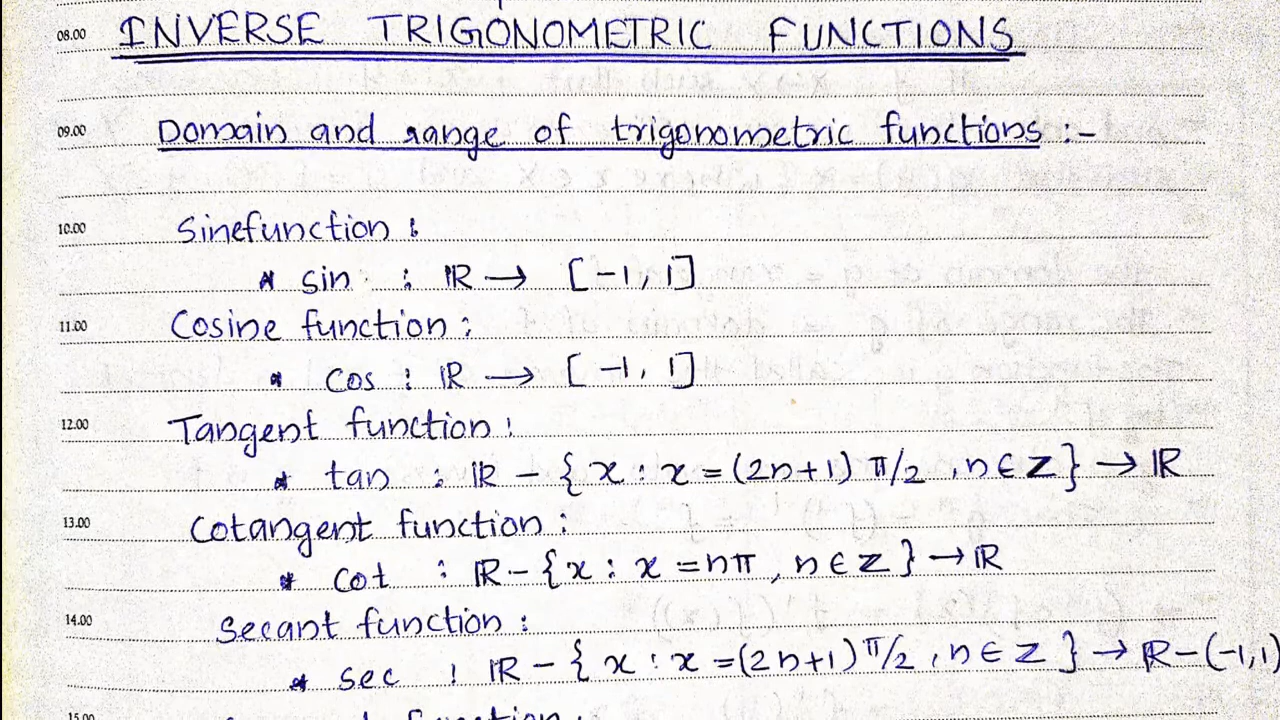 08.00 INVERSE TRIGONOMETRIC FUNCTIONS
09.00 Domain and range of trigonometric functions :-
10.00 Sinefunction :
* sin : ℝ → [-1, 1]
11.00 Cosine function :
* cos : ℝ → [-1, 1]
12.00 Tangent function :
* tan : ℝ - { x : x = (2n+1) π/2 , n ∈ Z } → ℝ
13.00 Cotangent function :
* cot : ℝ - { x : x = nπ , n ∈ Z } → ℝ
14.00 Secant function :
* sec : ℝ - { x : x = (2n+1) π/2 , n ∈ Z } → ℝ - (-1, 1)
15.00 function :